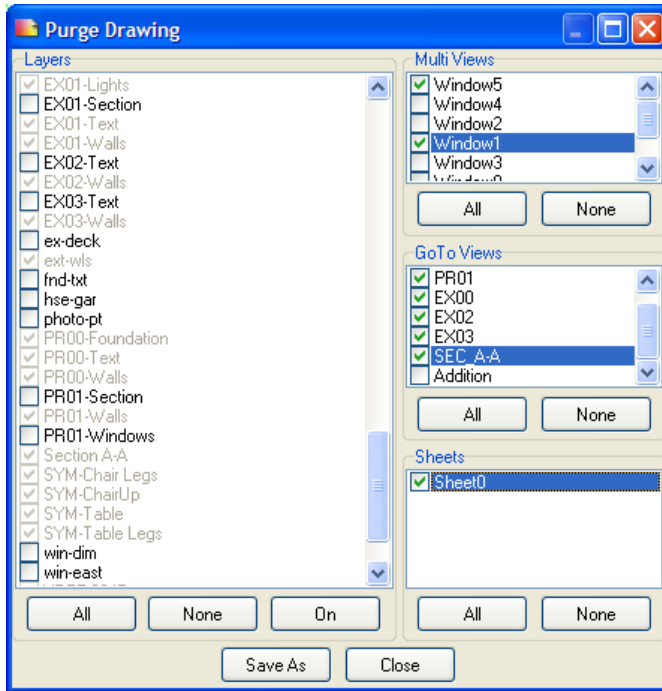 Purge Drawing
Layers
EX01-Lights
EX01-Section
EX01-Text
EX01-Walls
EX02-Text
EX02-Walls
EX03-Text
EX03-Walls
ex-deck
ext-wls
fnd-txt
hse-gar
photo-pt
PR00-Foundation
PR00-Text
PR00-Walls
PR01-Section
PR01-Walls
PR01-Windows
Section A-A
SYM-Chair Legs
SYM-ChairUp
SYM-Table
SYM-Table Legs
win-dim
win-east
All None On
Multi Views
Window5
Window4
Window2
Window1
Window3
All None
GoTo Views
PR01
EX00
EX02
EX03
SEC_A-A
Addition
All None
Sheets
Sheet0
All None
Save As Close